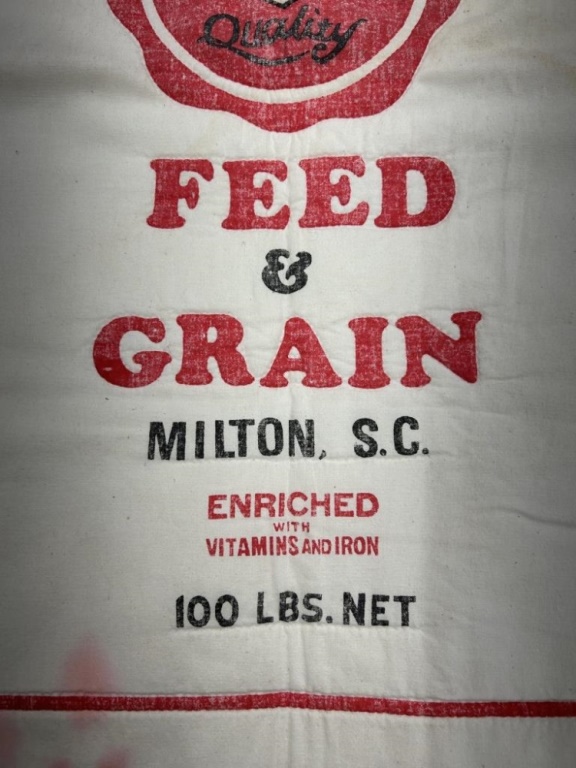 Quality
FEED
&
GRAIN
MILTON, S.C.
ENRICHED
WITH
VITAMINS AND IRON
100 LBS. NET